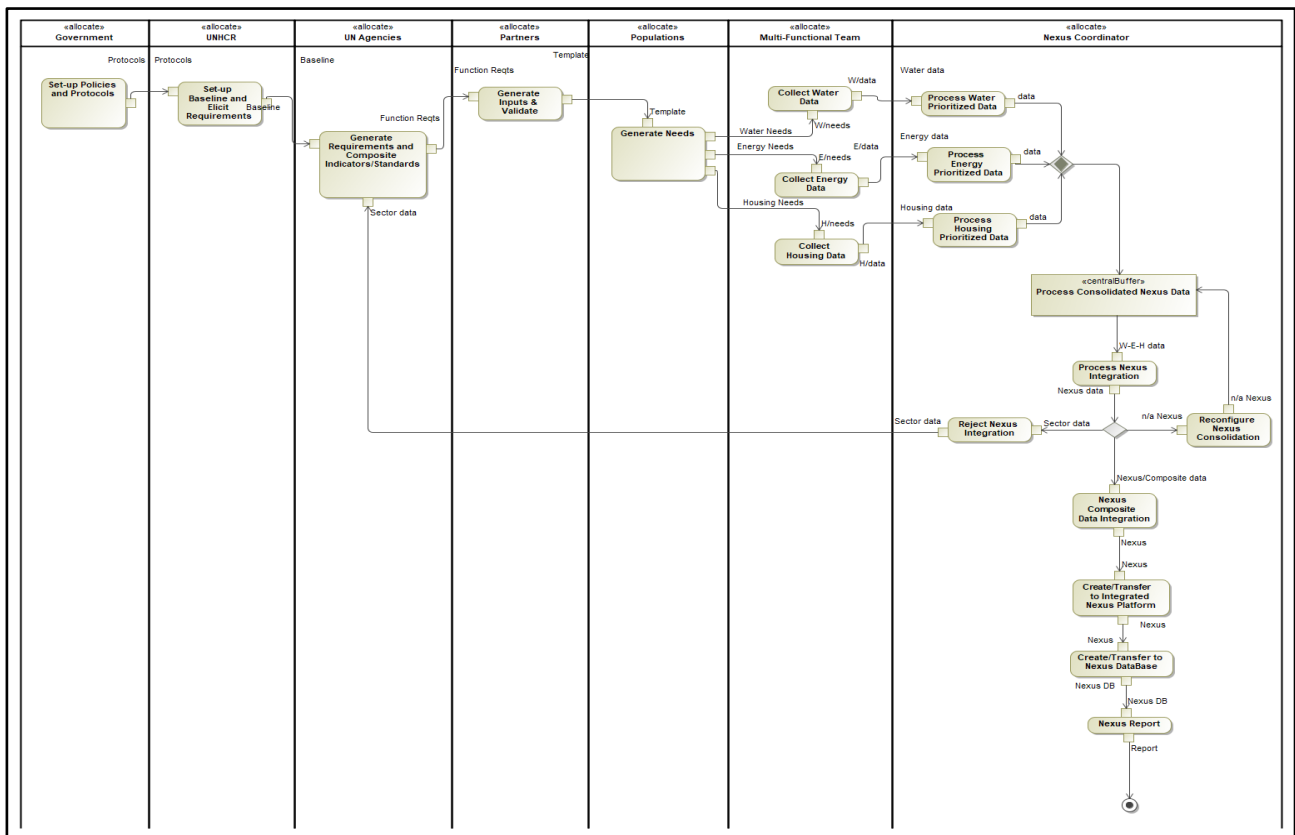 «allocate»
Government
«allocate»
UNHCR
«allocate»
UN Agencies
«allocate»
Partners
«allocate»
Populations
«allocate»
Multi-Functional Team
«allocate»
Nexus Coordinator
Protocols
Set-up Policies
and Protocols
Protocols
Set-up
Baseline and
Elicit
Requirements
Baseline
Baseline
Generate
Requirements and
Composite
Indicators/Standards
Function Reqts
Sector data
Function Reqts
Generate
Inputs &
Validate
Template
Template
Generate Needs
Water Needs
Energy Needs
Housing Needs
Collect Water
Data
W/data
W/needs
E/needs
E/data
Collect Energy
Data
H/needs
Collect
Housing Data
H/data
Water data
Process Water
Prioritized Data
data
Energy data
Process
Energy
Prioritized Data
data
Housing data
Process
Housing
Prioritized Data
data
«centralBuffer»
Process Consolidated Nexus Data
W-E-H data
Process Nexus
Integration
Nexus data
n/a Nexus
n/a Nexus
Reconfigure
Nexus
Consolidation
Sector data
Reject Nexus
Integration
Sector data
Nexus/Composite data
Nexus
Composite
Data Integration
Nexus
Nexus
Create/Transfer
to Integrated
Nexus Platform
Nexus
Nexus
Create/Transfer to
Nexus DataBase
Nexus DB
Nexus DB
Nexus Report
Report